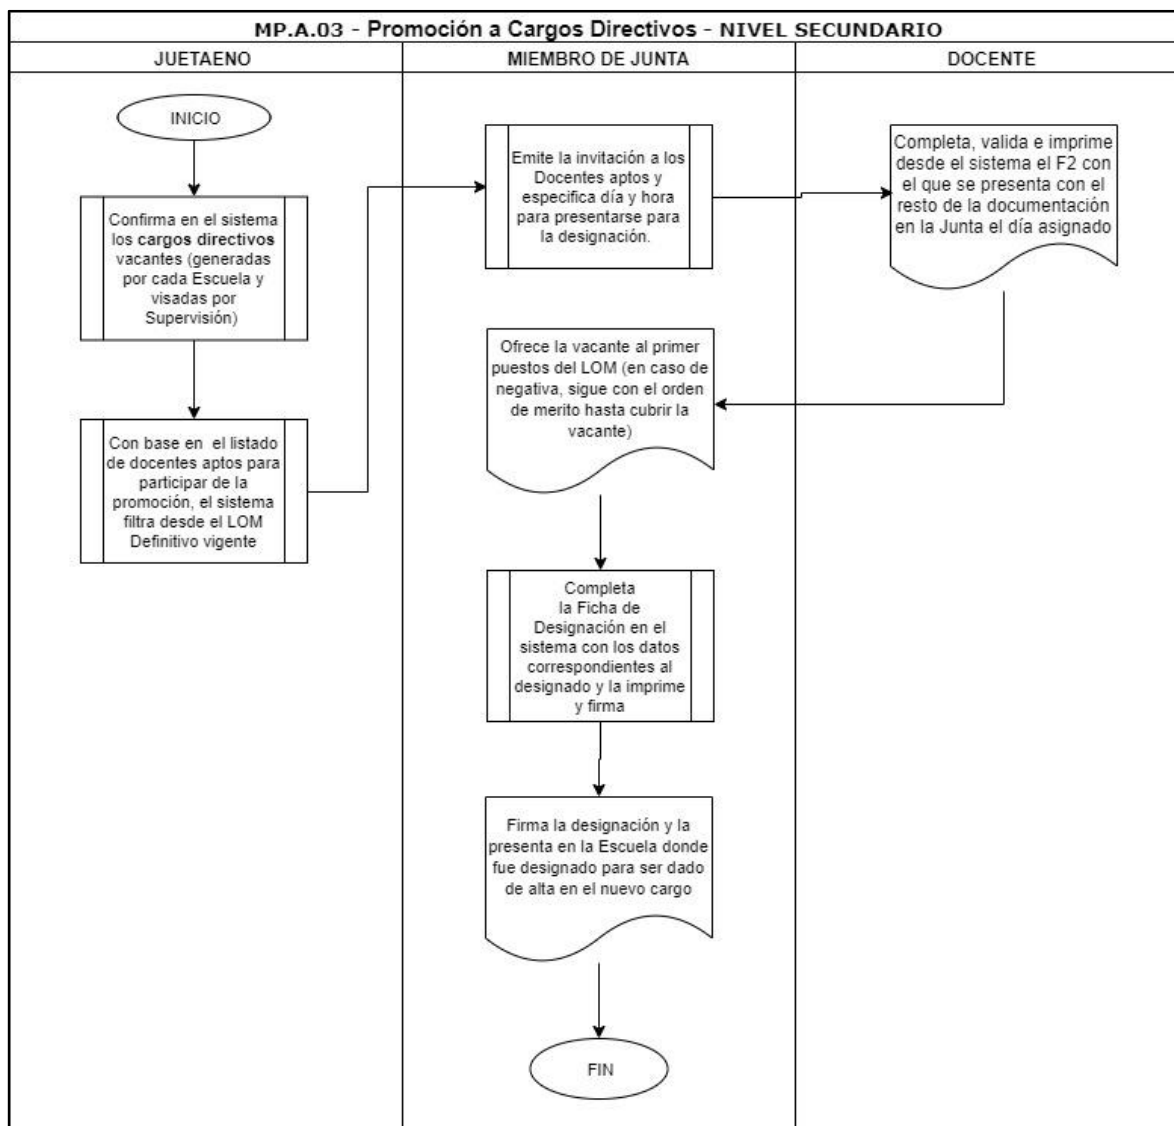 MP.A.03 - Promoción a Cargos Directivos - NIVEL SECUNDARIO
JUETAENO
MIEMBRO DE JUNTA
DOCENTE
INICIO
Confirma en el sistema
los cargos directivos
vacantes (generadas
por cada Escuela y
visadas por
Supervisión)
Con base en el listado
de docentes aptos para
participar de la
promoción, el sistema
filtra desde el LOM
Definitivo vigente
Emite la invitación a los
Docentes aptos y
especifica día y hora
para presentarse para
la designación.
Completa, valida e imprime
desde el sistema el F2 con
el que se presenta con el
resto de la documentación
en la Junta el día asignado
Ofrece la vacante al primer
puestos del LOM (en caso de
negativa, sigue con el orden
de merito hasta cubrir la
vacante)
Completa
la Ficha de
Designación en el
sistema con los datos
correspondientes al
designado y la imprime
y firma
Firma la designación y la
presenta en la Escuela donde
fue designado para ser dado
de alta en el nuevo cargo
FIN